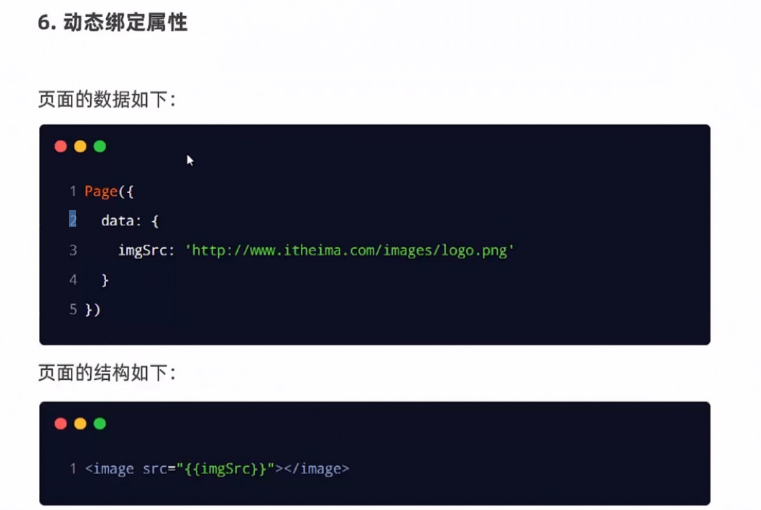 6. 动态绑定属性
页面的数据如下：
1 Page({
2 data: {
3 imgSrc: 'http://www.itheima.com/images/logo.png'
4 }
5 })
页面的结构如下：
1 <image src="{{imgSrc}}"></image>